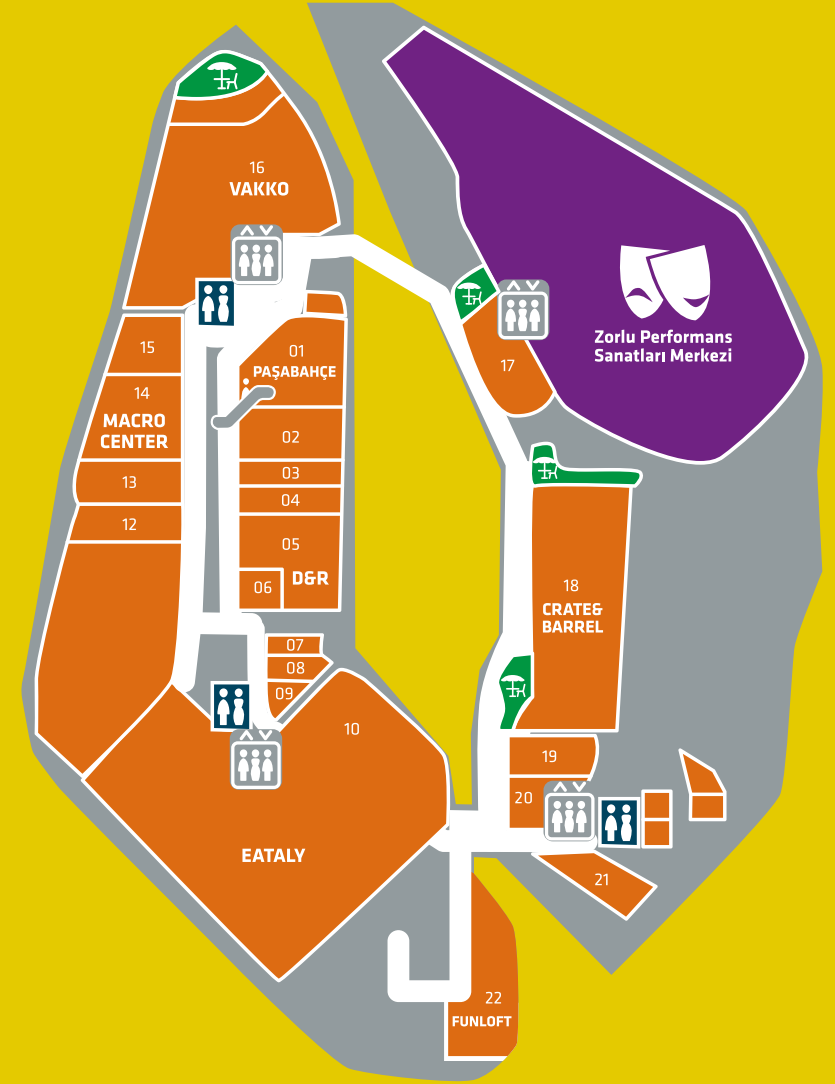 16
VAKKO
Zorlu Performans
Sanatları Merkezi
01
PAŞABAHÇE
15
17
14
MACRO
CENTER
02
03
13
04
12
05
D&R
06
18
CRATE&
BARREL
07
08
09
10
19
20
EATALY
21
22
FUNLOFT